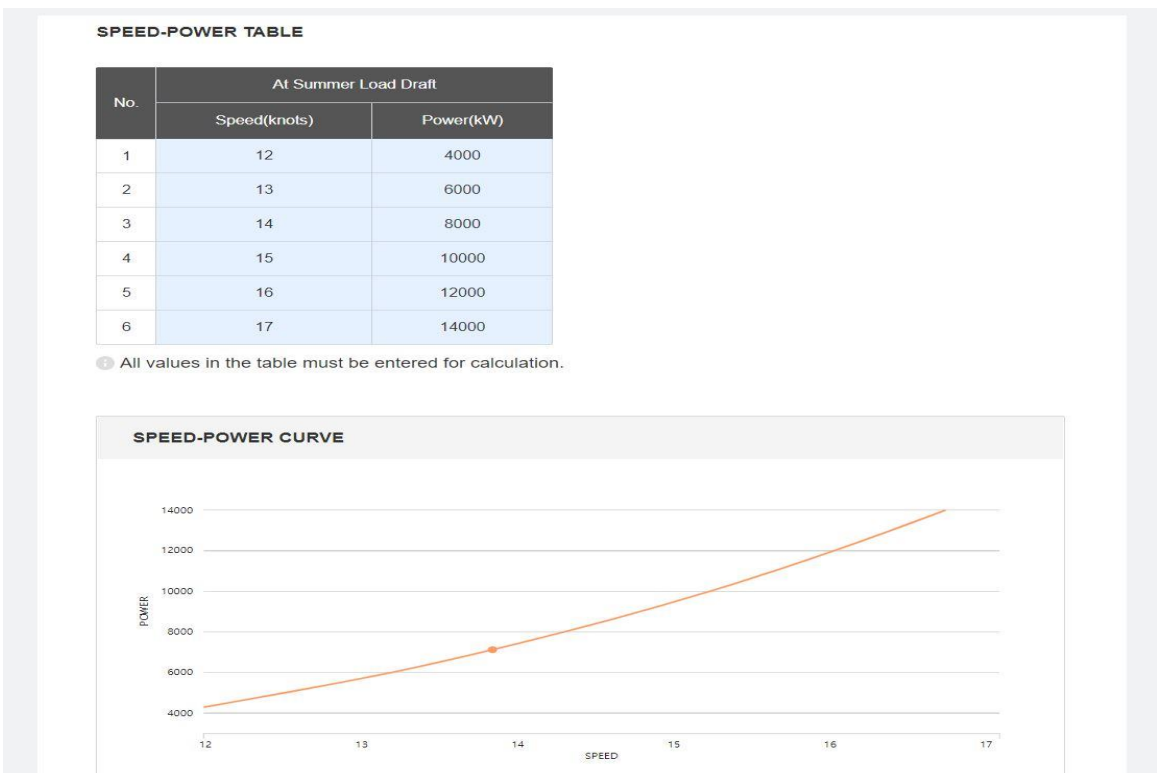 SPEED-POWER TABLE
No.
At Summer Load Draft
Speed(knots) Power(kW)
1 12 4000
2 13 6000
3 14 8000
4 15 10000
5 16 12000
6 17 14000
All values in the table must be entered for calculation.
SPEED-POWER CURVE
14000
12000
10000
8000
6000
4000
POWER
12 13 14 15 16 17
SPEED